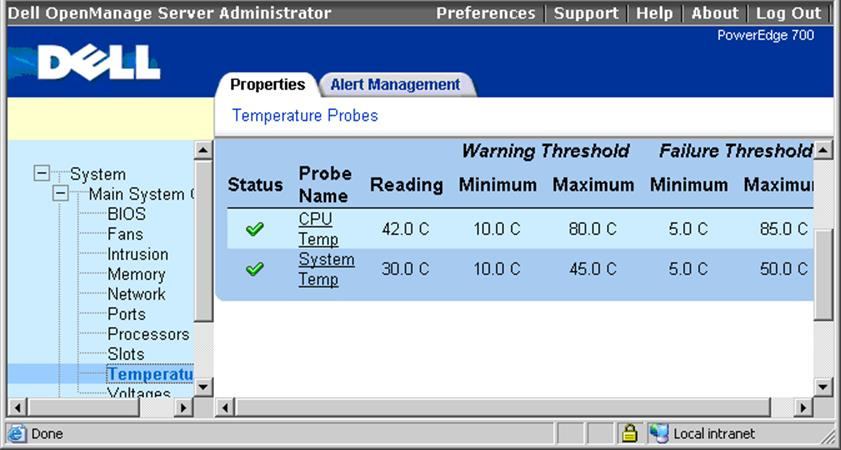 Dell OpenManage Server Administrator Preferences | Support | Help | About | Log Out |
PowerEdge 700
DELL
Properties Alert Management
Temperature Probes
System
Main System (
BIOS
Fans
Intrusion
Memory
Network
Ports
Processors
Slots
Temperatu
Voltages
Warning Threshold Failure Threshold
Status Probe Name Reading Minimum Maximum Minimum Maximu
CPU Temp 42.0 C 10.0 C 80.0 C 5.0 C 85.0 C
System Temp 30.0 C 10.0 C 45.0 C 5.0 C 50.0 C
Done Local intranet